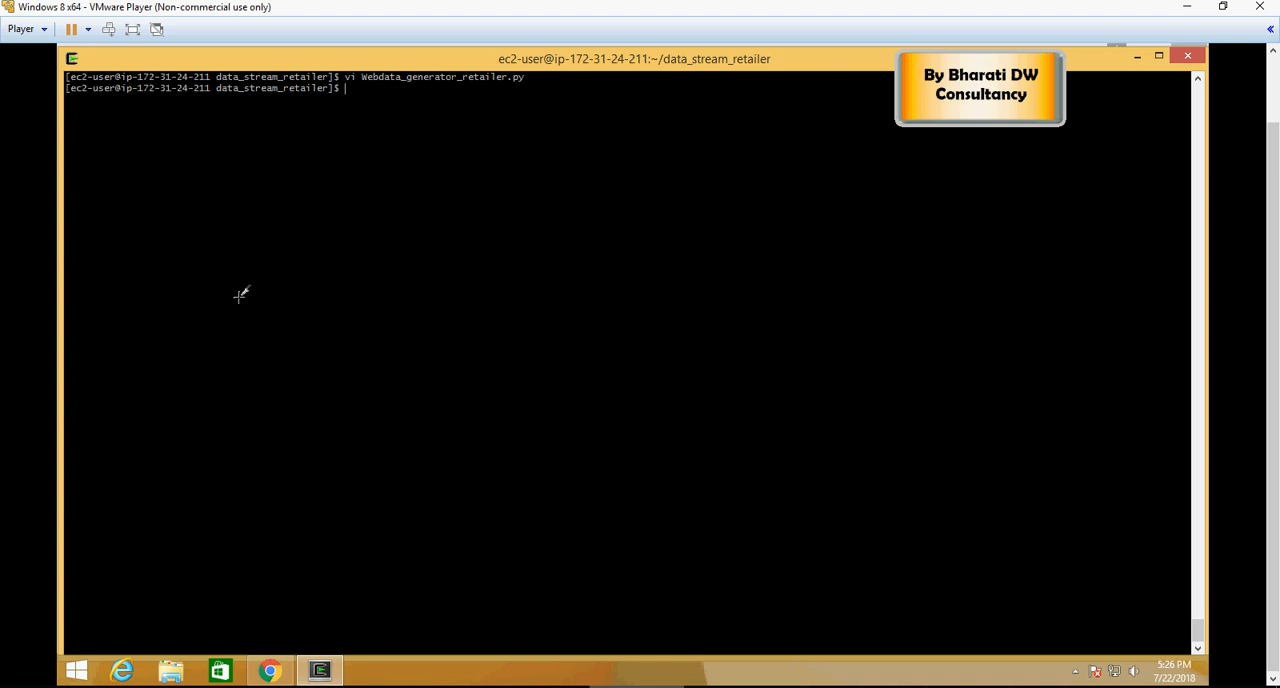 Windows 8 x64 - VMware Player (Non-commercial use only)
Player
ec2-user@ip-172-31-24-211:~/data_stream_retailer
[ec2-user@ip-172-31-24-211 data_stream_retailer]$ vi Webdata_generator_retailer.py
[ec2-user@ip-172-31-24-211 data_stream_retailer]$
By Bharati DW
Consultancy
5:26 PM
7/22/2018